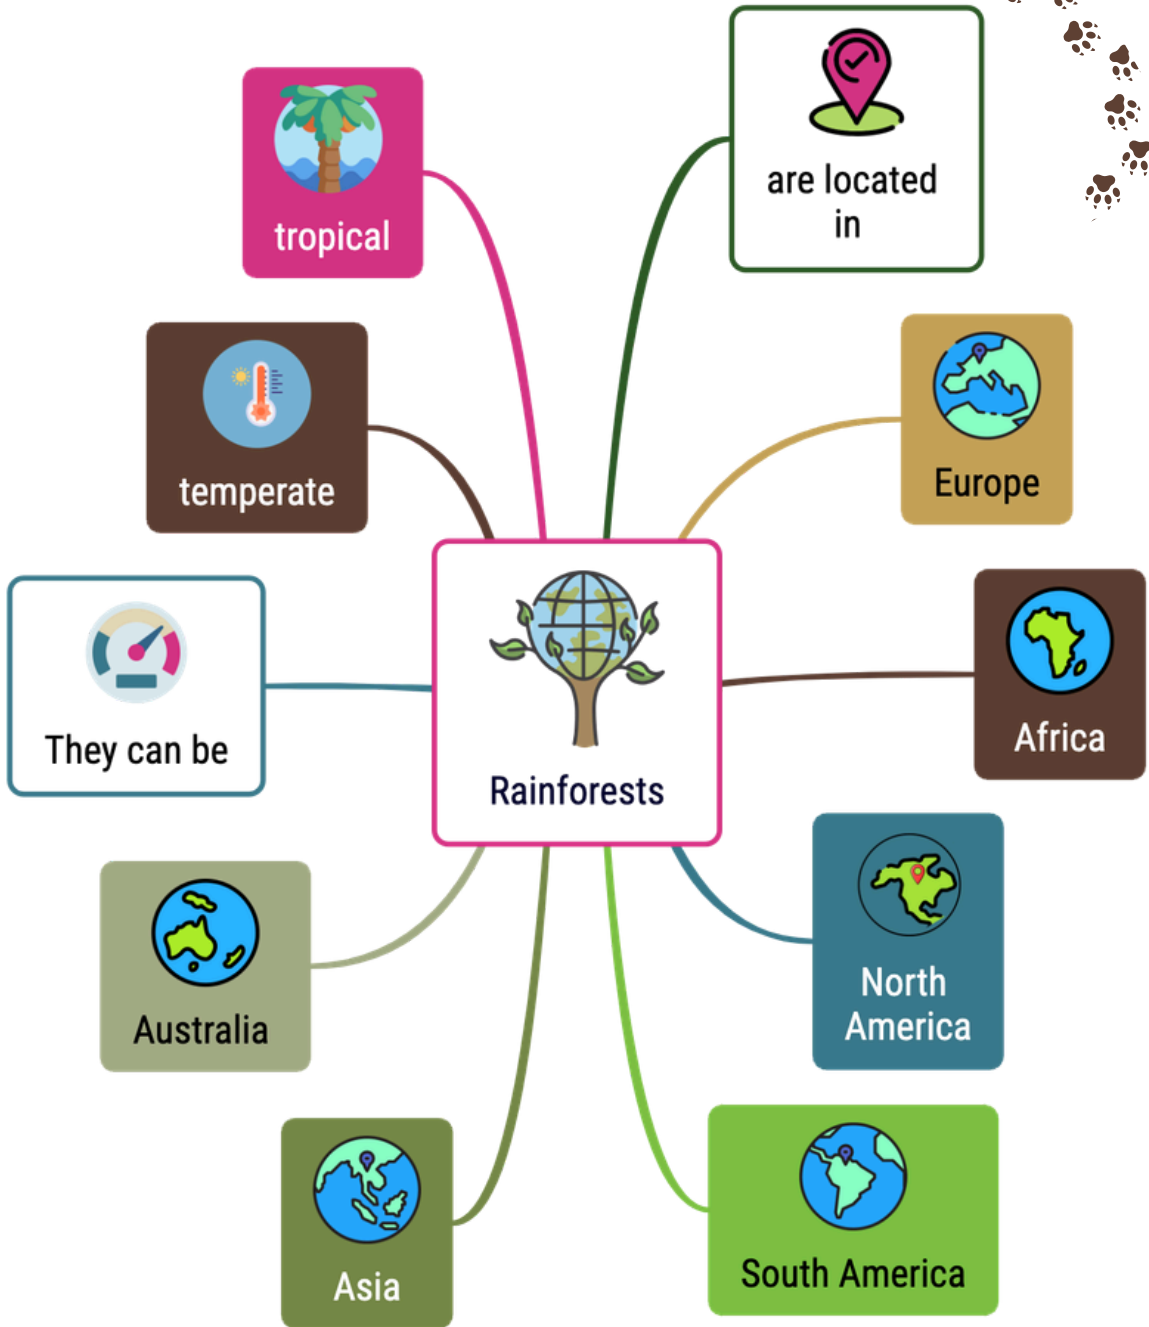 are located
in
tropical
Europe
temperate
Africa
They can be
Rainforests
North
America
Australia
South America
Asia